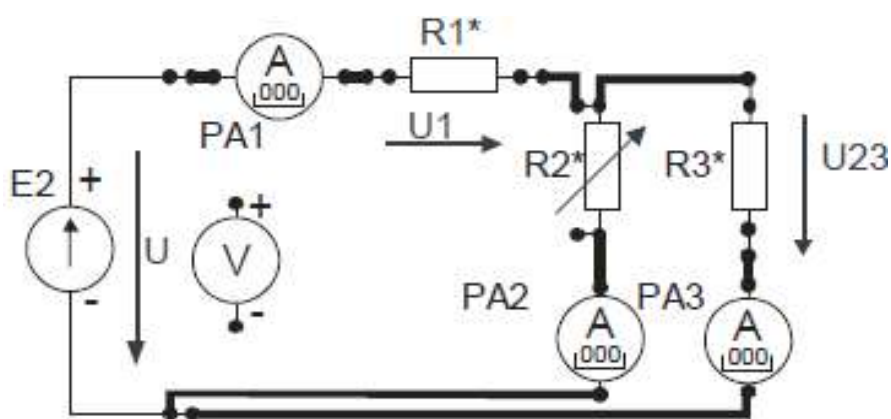 R1*
A
000
PA1
U1
R2*
R3*
U23
E2
+
-
U
+
V
-
PA2
PA3
A
000
A
000